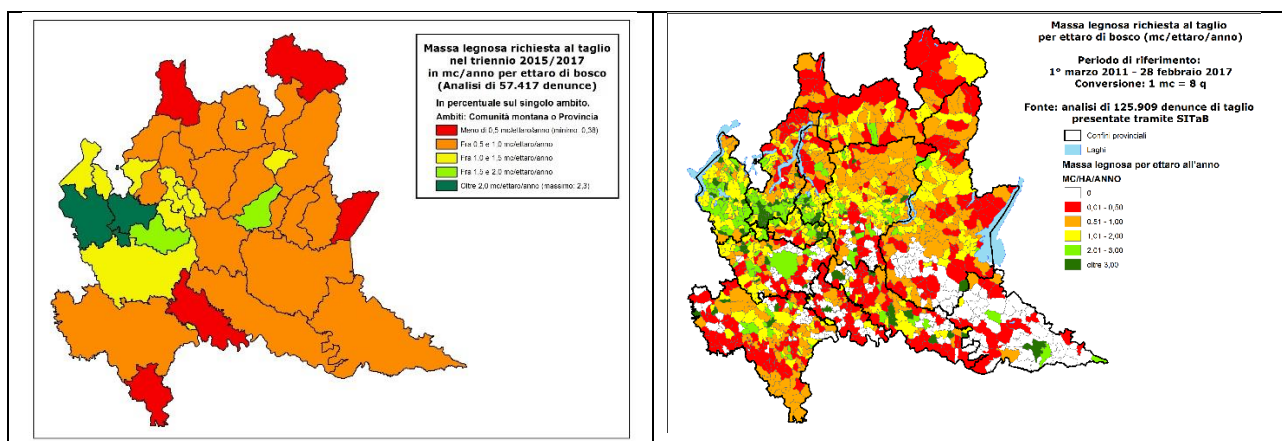 Massa legnosa richiesta al taglio
nel triennio 2015/2017
in mc/anno per ettaro di bosco
(Analisi di 57.417 denunce)
In percentuale sul singolo ambito.
Ambiti: Comunità montana o Provincia
Meno di 0,5 mc/ettaro/anno (minimo: 0,38)
Fra 0,5 e 1,0 mc/ettaro/anno
Fra 1,0 e 1,5 mc/ettaro/anno
Fra 1,5 e 2,0 mc/ettaro/anno
Oltre 2,0 mc/ettaro/anno (massimo: 2,3)
Massa legnosa richiesta al taglio
per ettaro di bosco (mc/ettaro/anno)
Periodo di riferimento:
1° marzo 2011 - 28 febbraio 2017
Conversione: 1 mc = 8 q
Fonte: analisi di 125.909 denunce di taglio
presentate tramite SITaB
Confini provinciali
Laghi
Massa legnosa per ettaro all'anno
MC/HA/ANNO
0
0,01 - 0,50
0,51 - 1,00
1,01 - 2,00
2,01 - 3,00
oltre 3,00